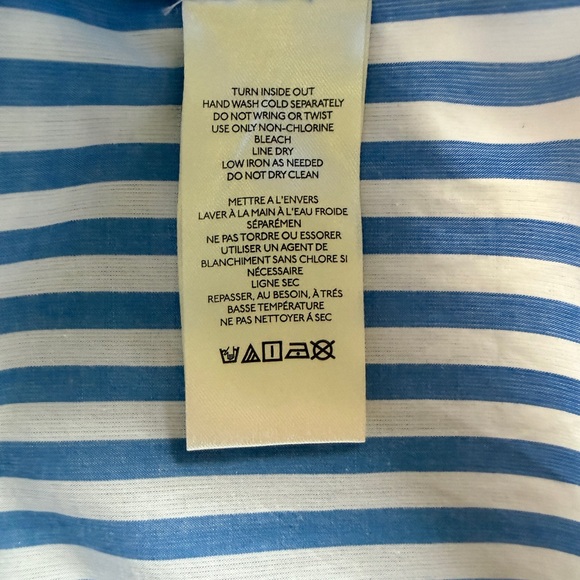 TURN INSIDE OUT
HAND WASH COLD SEPARATELY
DO NOT WRING OR TWIST
USE ONLY NON-CHLORINE
BLEACH
LINE DRY
LOW IRON AS NEEDED
DO NOT DRY CLEAN
METTRE A L'ENVERS
LAVER À LA MAIN À L'EAU FROIDE
SÉPARÉMEN
NE PAS TORDRE OU ESSORER
UTILISER UN AGENT DE
BLANCHIMENT SANS CHLORE SI
NÉCESSAIRE
LIGNE SEC
REPASSER, AU BESOIN, À TRÉS
BASSE TEMPÉRATURE
NE PAS NETTOYER Á SEC